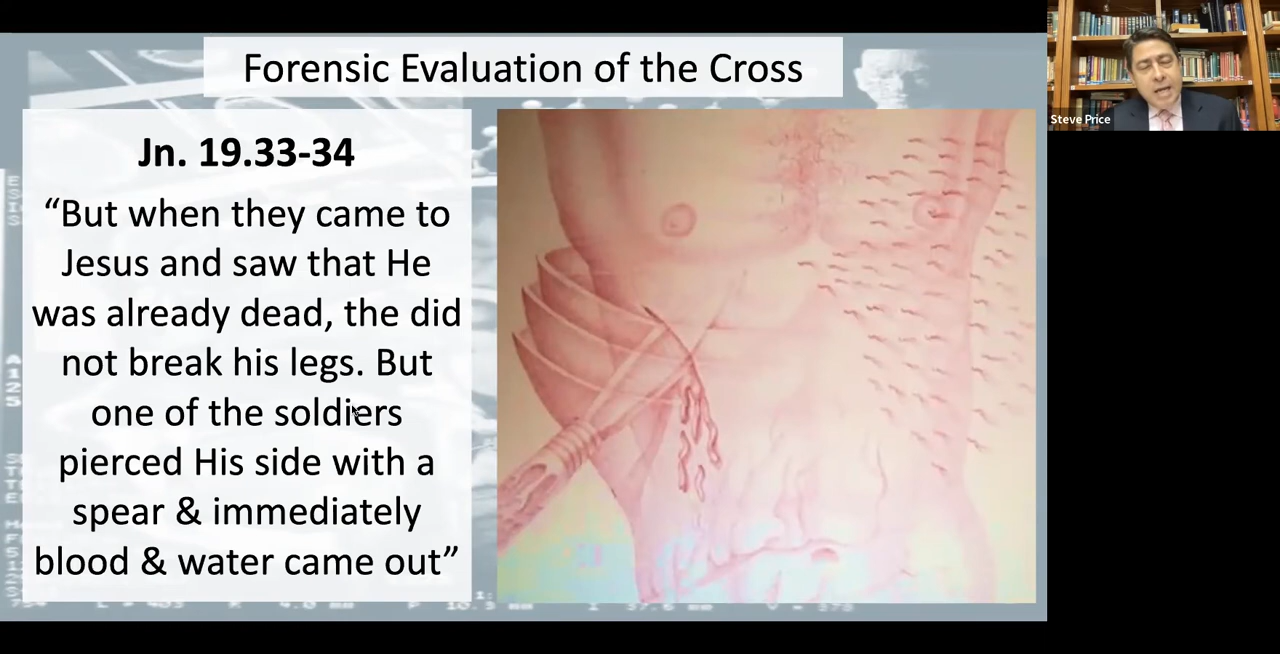 Forensic Evaluation of the Cross
Steve Price
Jn. 19.33-34
“But when they came to
Jesus and saw that He
was already dead, the did
not break his legs. But
one of the soldiers
pierced His side with a
spear & immediately
blood & water came out”